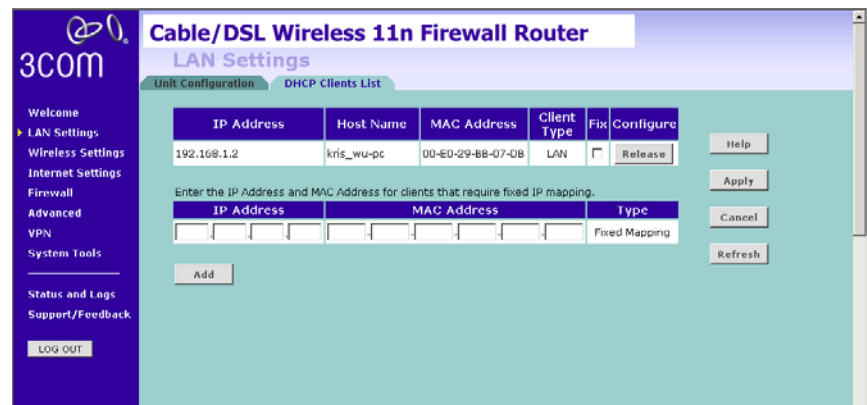 3COM
Cable/DSL Wireless 11n Firewall Router
LAN Settings
Unit Configuration
DHCP Clients List
Welcome
LAN Settings
Wireless Settings
Internet Settings
Firewall
Advanced
VPN
System Tools
Status and Logs
Support/Feedback
LOG OUT
IP Address Host Name MAC Address Client Type Fix Configure
192.168.1.2 kris_wu-pc 00-E0-29-BB-07-DB LAN Release
Enter the IP Address and MAC Address for clients that require fixed IP mapping.
IP Address MAC Address Type
. . . - - - - - Fixed Mapping
Add
Help
Apply
Cancel
Refresh